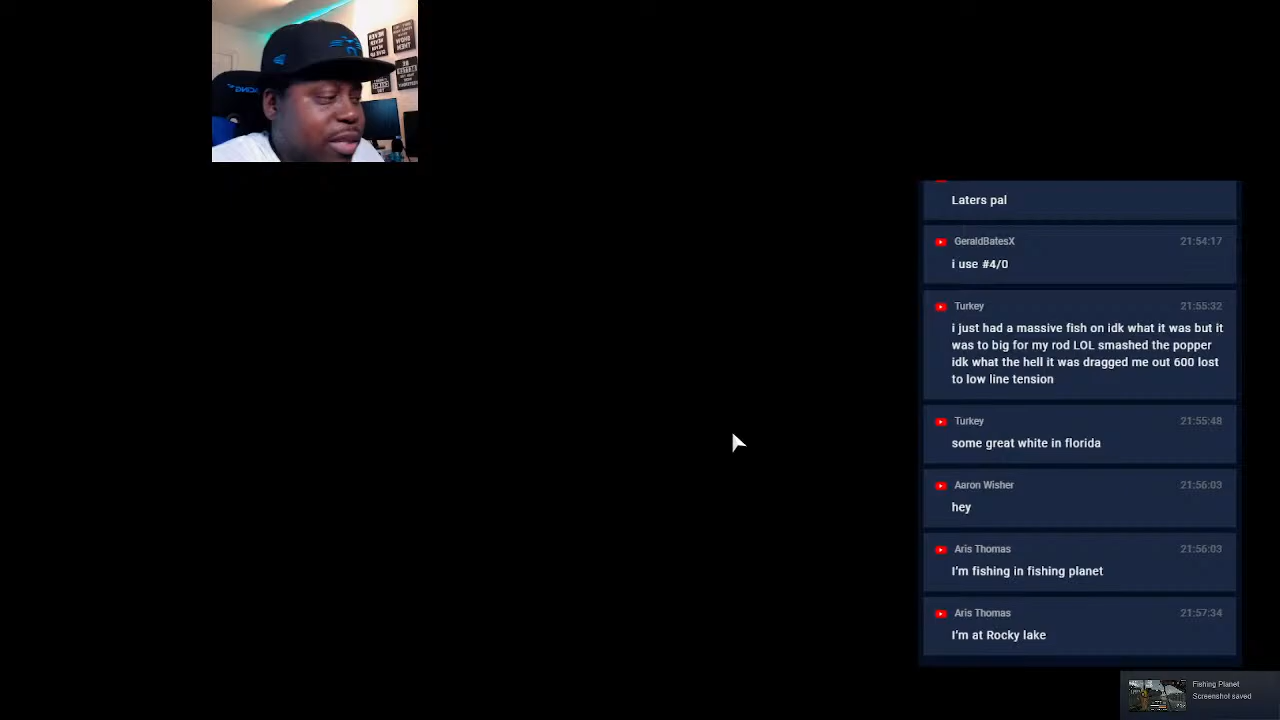 Laters pal
GeraldBatesX 21:54:17
i use #4/0
Turkey 21:55:32
i just had a massive fish on idk what it was but it
was to big for my rod LOL smashed the popper
idk what the hell it was dragged me out 600 lost
to low line tension
Turkey 21:55:48
some great white in florida
Aaron Wisher 21:56:03
hey
Aris Thomas 21:56:03
I'm fishing in fishing planet
Aris Thomas 21:57:34
I'm at Rocky lake
Fishing Planet
Screenshot saved